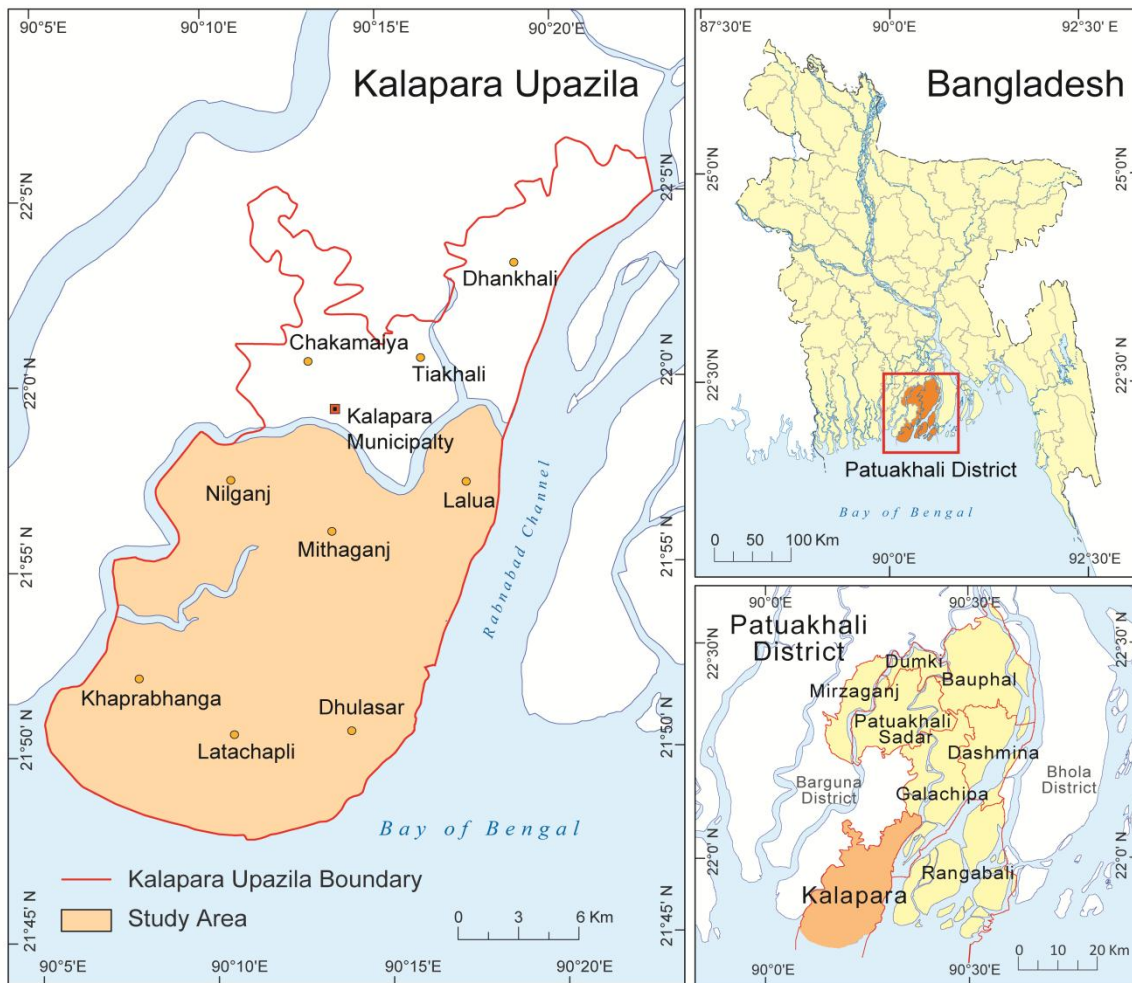 90°5'E
90°10'E
90°15'E
90°20'E
Kalapara Upazila
22°5'N
22°5'N
Dhankhali
Chakamaiya
Tiakhali
22°0' N
22°0' N
Kalapara
Municipalty
Nilganj
Lalua
Mithaganj
Rabnabad Channel
21°55' N
21°55' N
Khaprabhanga
Dhulasar
Latachapli
21°50' N
21°50' N
Bay of Bengal
Kalapara Upazila Boundary
Study Area
0 3 6 Km
21°45' N
21°45' N
90°5'E
90°10'E
90°15'E
90°20'E
87°30'E
90°0'E
92°30'E
Bangladesh
25°0'N
25°0'N
22°30'N
22°30'N
Patuakhali District
Bay of Bengal
0 50 100 Km
90°0'E
92°30'E
90°0'E
90°30'E
Patuakhali
District
22°30'N
22°30'N
Dumki
Bauphal
Mirzaganj
Patuakhali
Sadar
Dashmina
Barguna
District
Galachipa
Bhola
District
22°0' N
22°0' N
Rangabali
Kalapara
0 10 20 Km
90°0'E
90°30'E